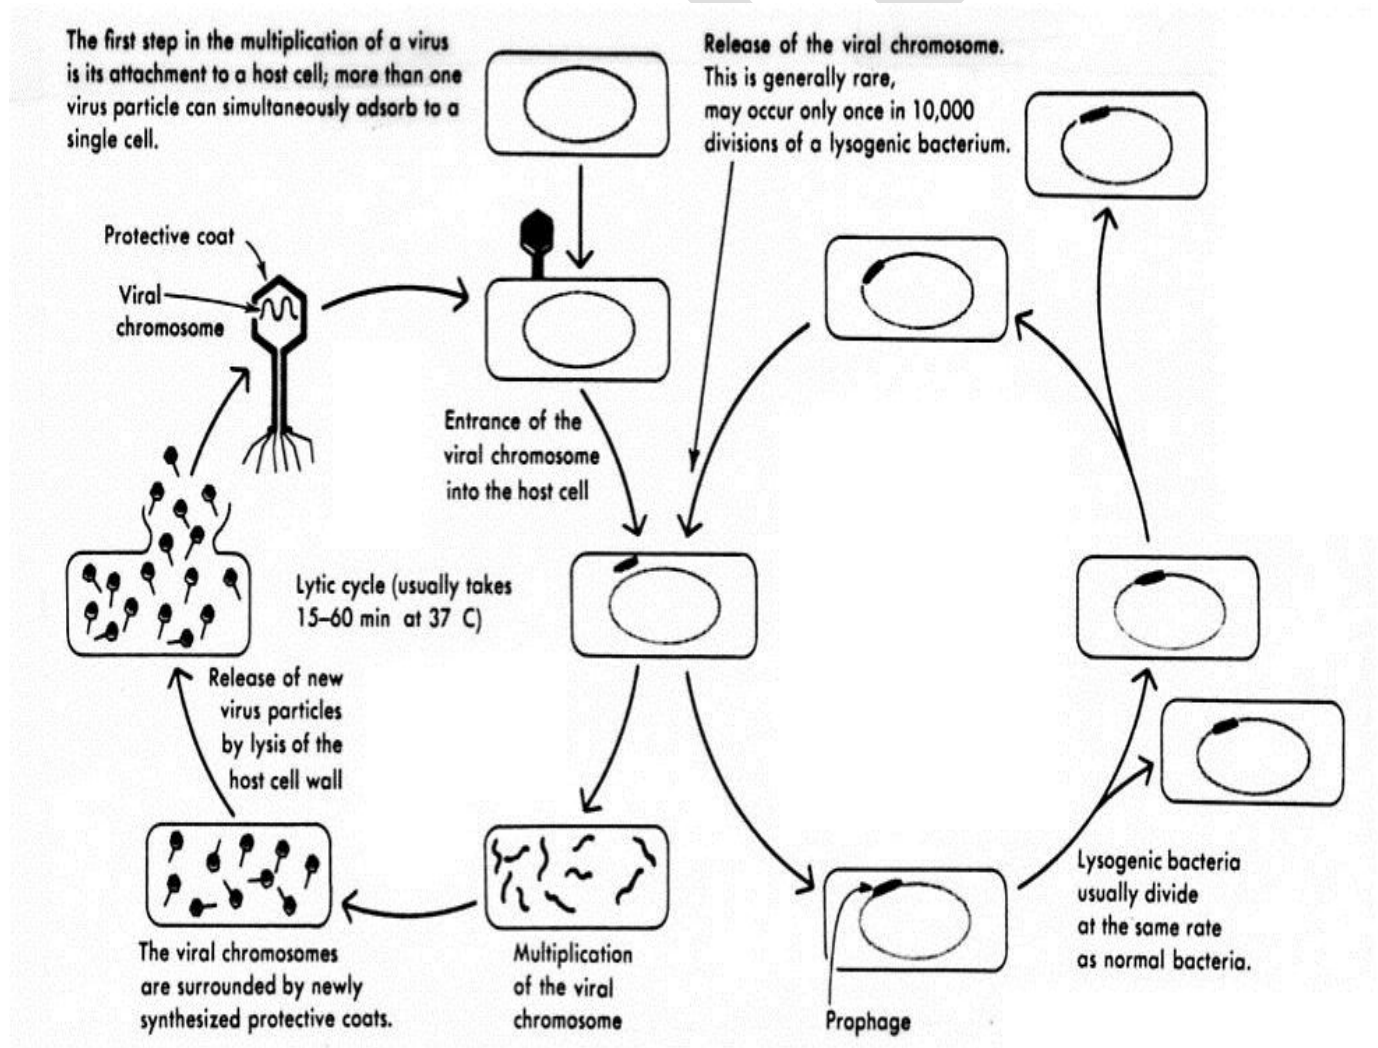 The first step in the multiplication of a virus
is its attachment to a host cell; more than one
virus particle can simultaneously adsorb to a
single cell.
Release of the viral chromosome.
This is generally rare,
may occur only once in 10,000
divisions of a lysogenic bacterium.
Protective coat
Viral
chromosome
Entrance of the
viral chromosome
into the host cell
Lytic cycle (usually takes
15–60 min at 37 C)
Release of new
virus particles
by lysis of the
host cell wall
Lysogenic bacteria
usually divide
at the same rate
as normal bacteria.
The viral chromosomes
are surrounded by newly
synthesized protective coats.
Multiplication
of the viral
chromosome
Prophage